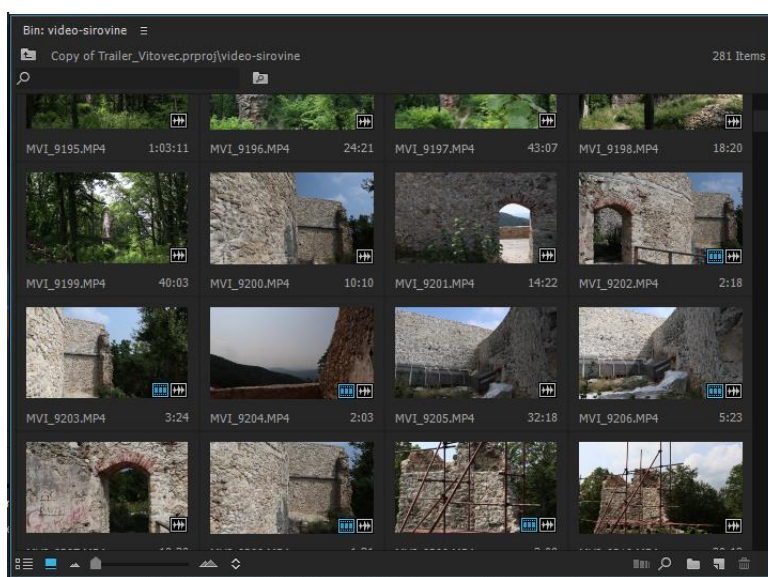 Bin: video-sirovine
Copy of Trailer_Vitovec.prproj\video-sirovine 281 Items
MVI_9195.MP4 1:03:11 MVI_9196.MP4 24:21 MVI_9197.MP4 43:07 MVI_9198.MP4 18:20
MVI_9199.MP4 40:03 MVI_9200.MP4 10:10 MVI_9201.MP4 14:22 MVI_9202.MP4 2:18
MVI_9203.MP4 3:24 MVI_9204.MP4 2:03 MVI_9205.MP4 32:18 MVI_9206.MP4 5:23